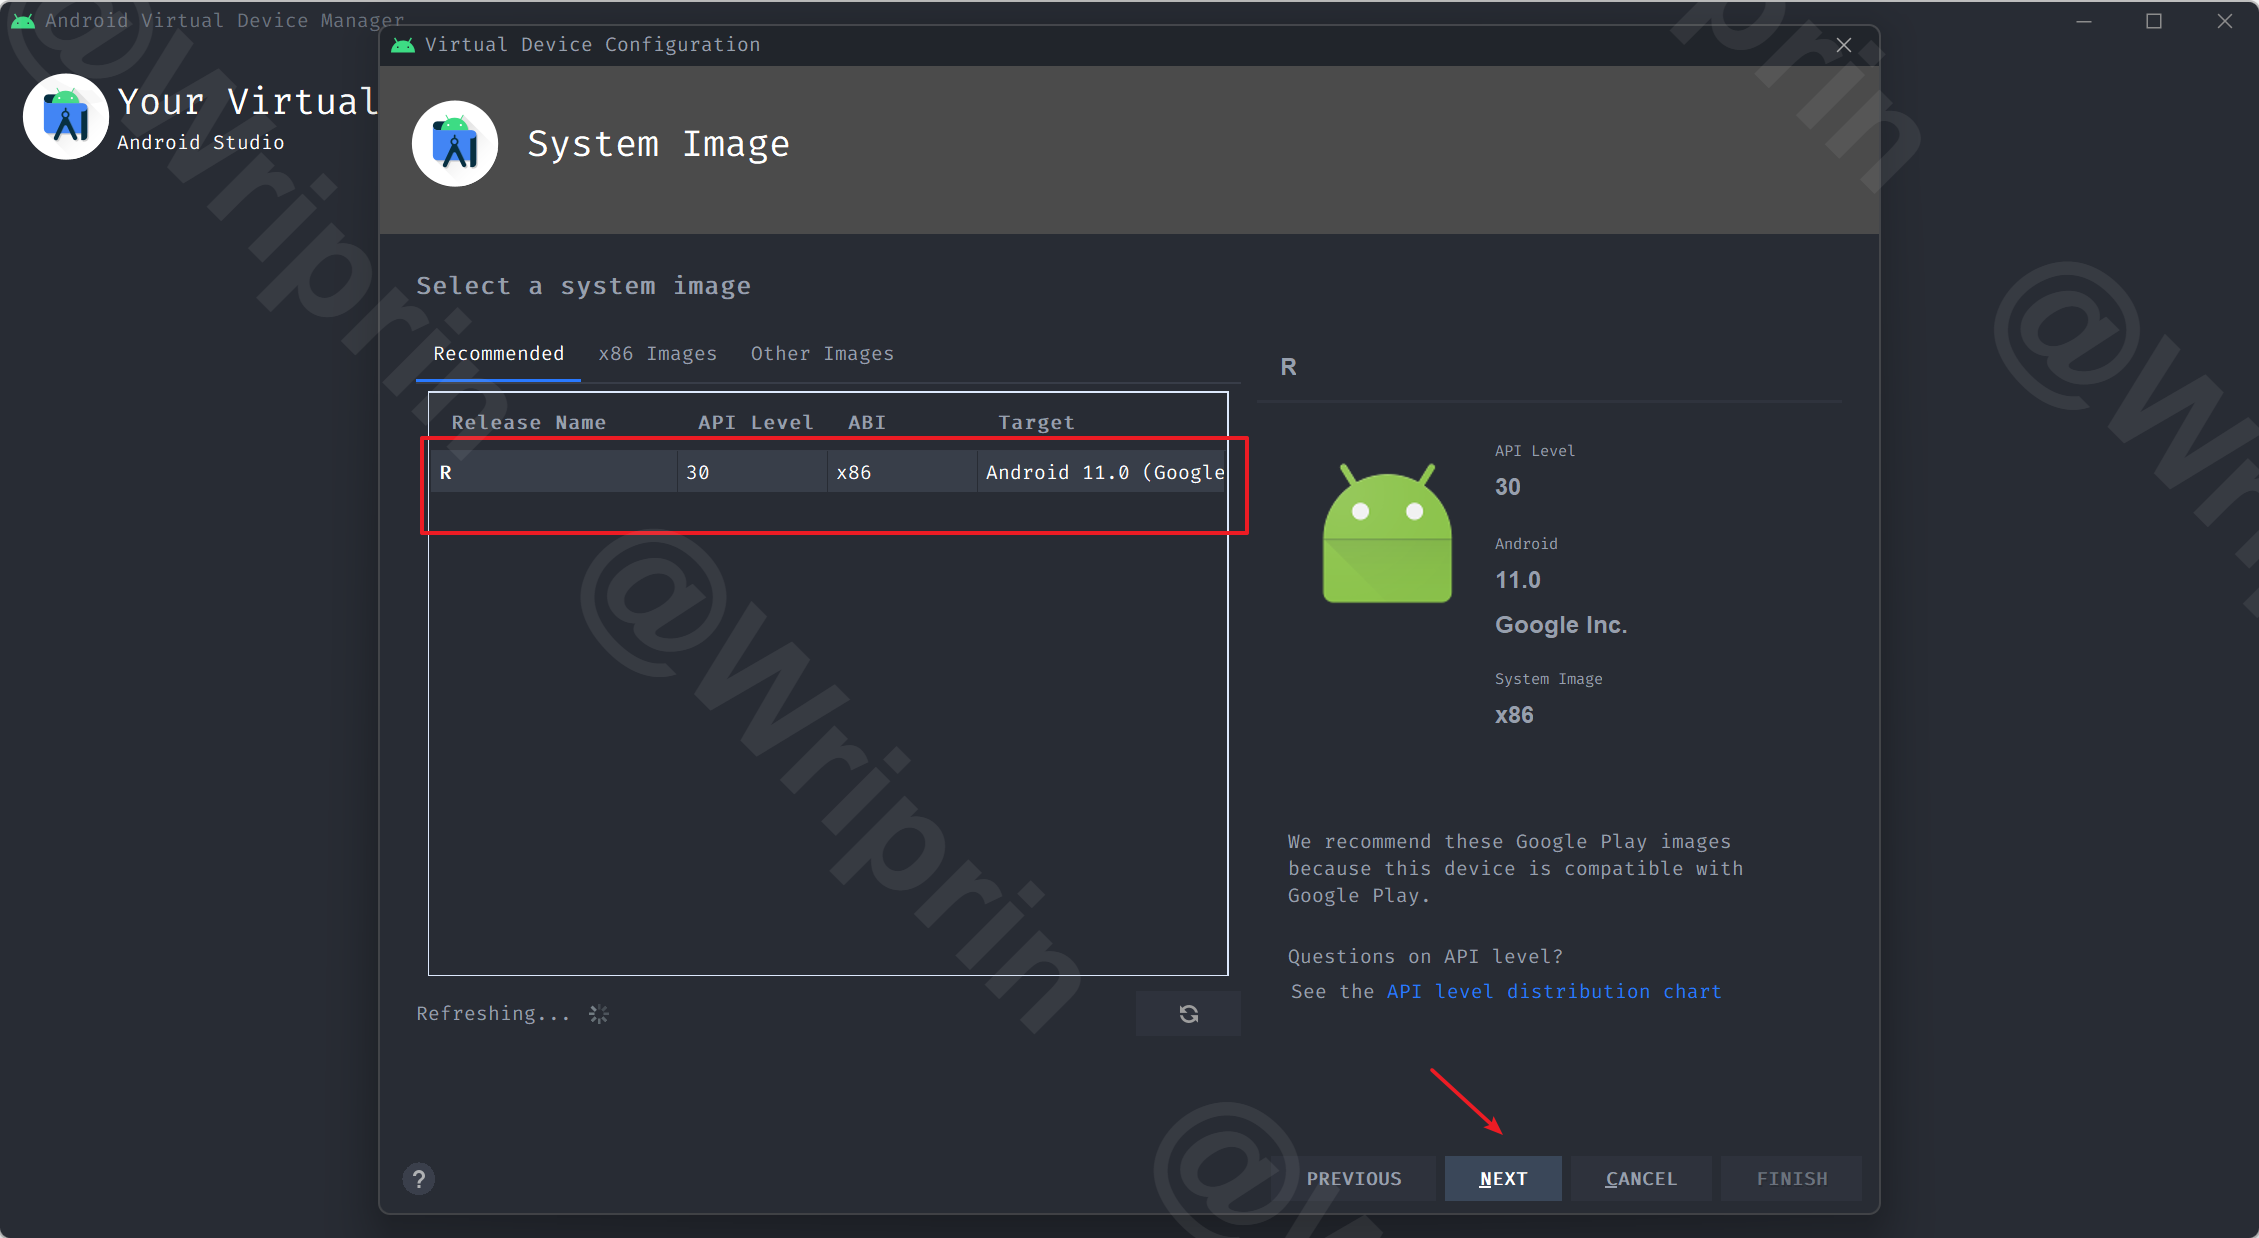 Android Virtual Device Manager
Virtual Device Configuration
Your Virtual
Android Studio
System Image
Select a system image
Recommended x86 Images Other Images
Release Name API Level ABI Target
R 30 x86 Android 11.0 (Google
Refreshing...
R
API Level
30
Android
11.0
Google Inc.
System Image
x86
We recommend these Google Play images
because this device is compatible with
Google Play.
Questions on API level?
See the API level distribution chart
?
PREVIOUS NEXT CANCEL FINISH
@Wriprin
@Wriprin
prin
@Wri
@W